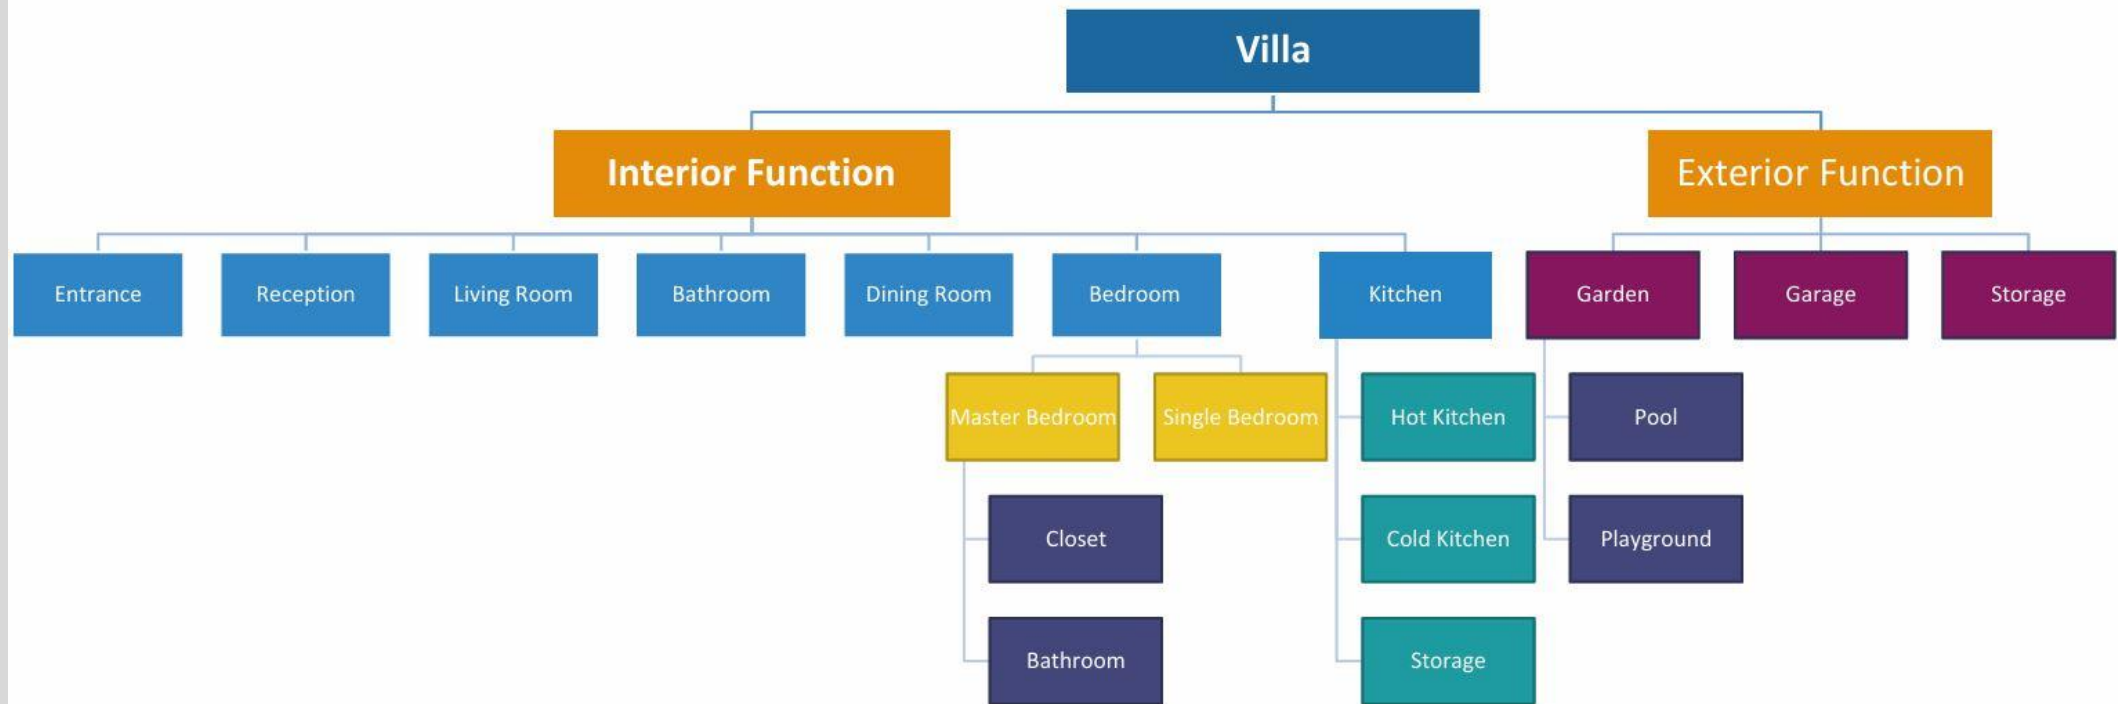 Villa
Interior Function
Exterior Function
Entrance
Reception
Living Room
Bathroom
Dining Room
Bedroom
Kitchen
Garden
Garage
Storage
Master Bedroom
Single Bedroom
Hot Kitchen
Pool
Closet
Cold Kitchen
Playground
Bathroom
Storage